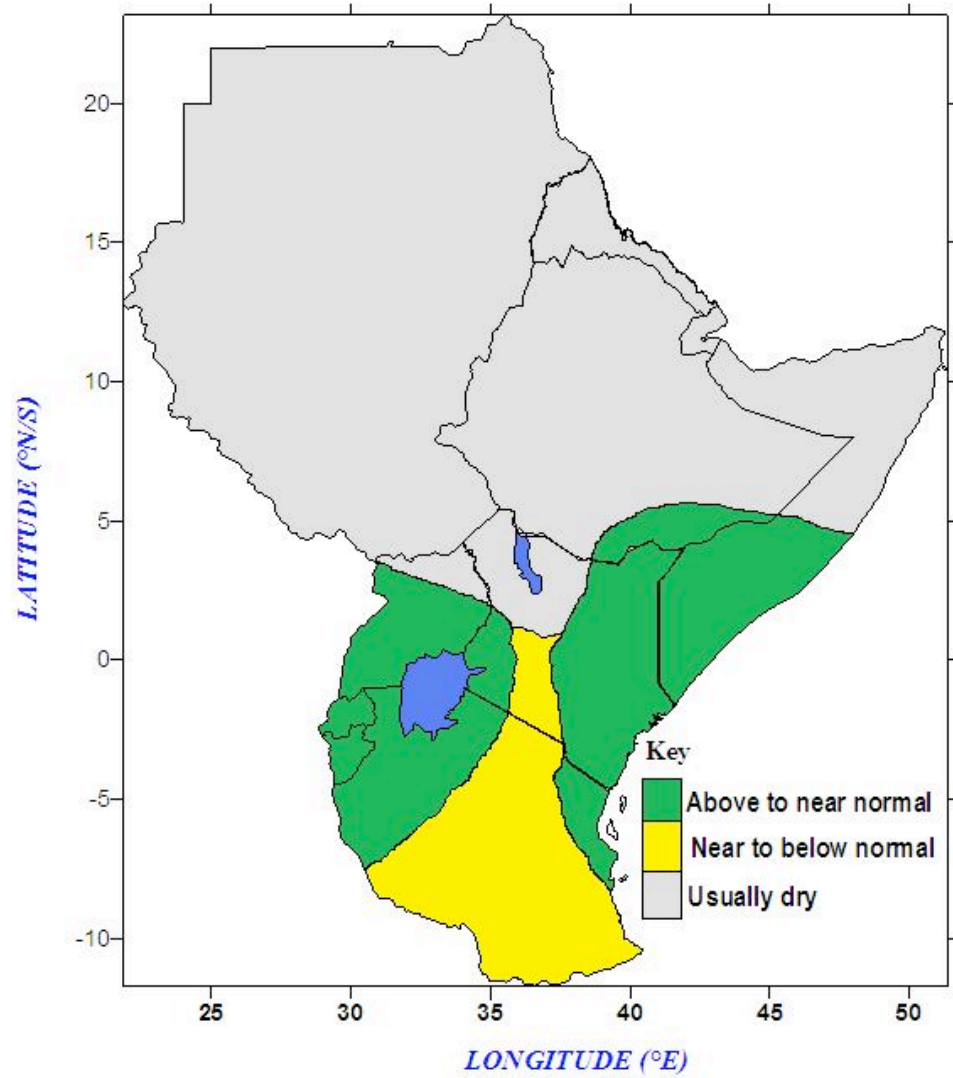 20
15
10
5
0
-5
-10
LATITUDE (°N/S)
Key
Above to near normal
Near to below normal
Usually dry
25 30 35 40 45 50
LONGITUDE (°E)